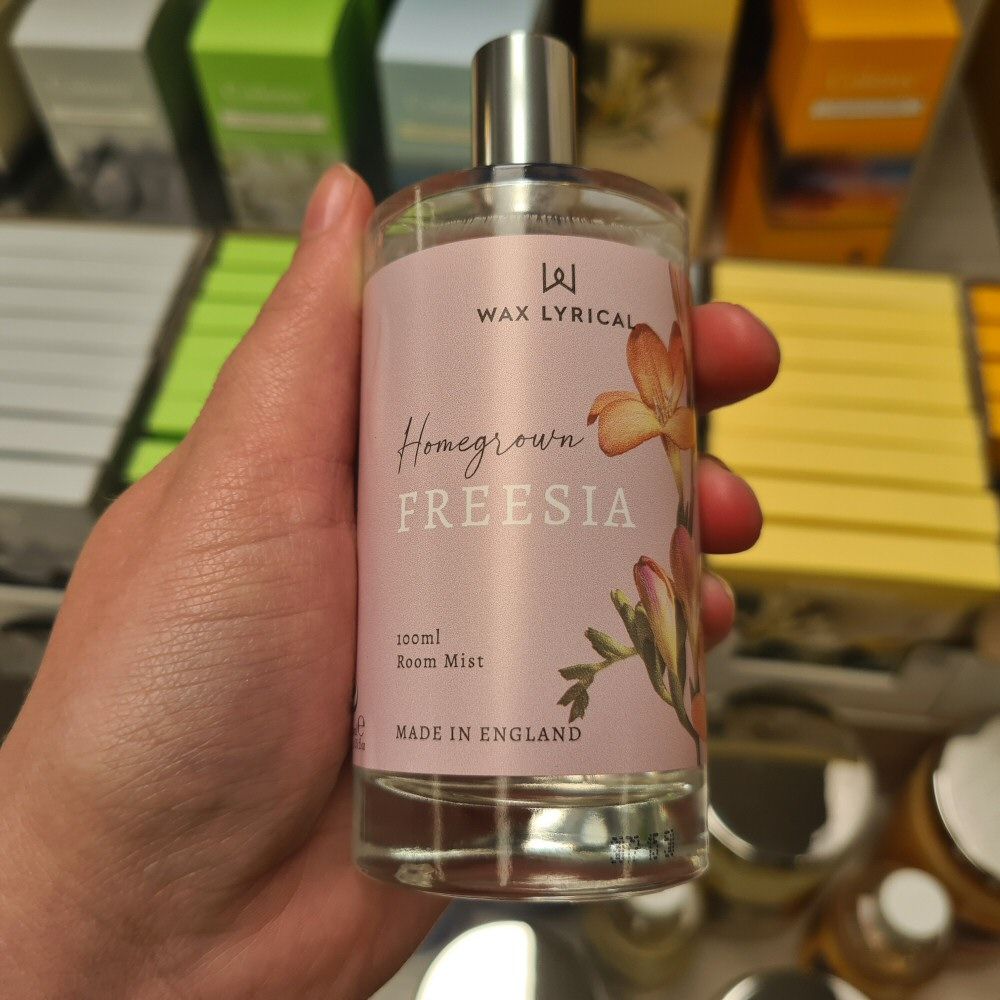 WAX LYRICAL
Homegrown
FREESIA
100ml
Room Mist
MADE IN ENGLAND